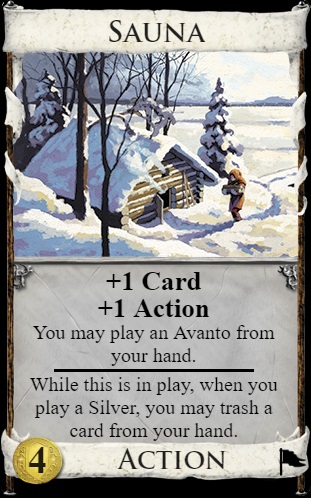 SAUNA
+1 Card
+1 Action
You may play an Avanto from
your hand.
While this is in play, when you
play a Silver, you may trash a
card from your hand.
4
ACTION